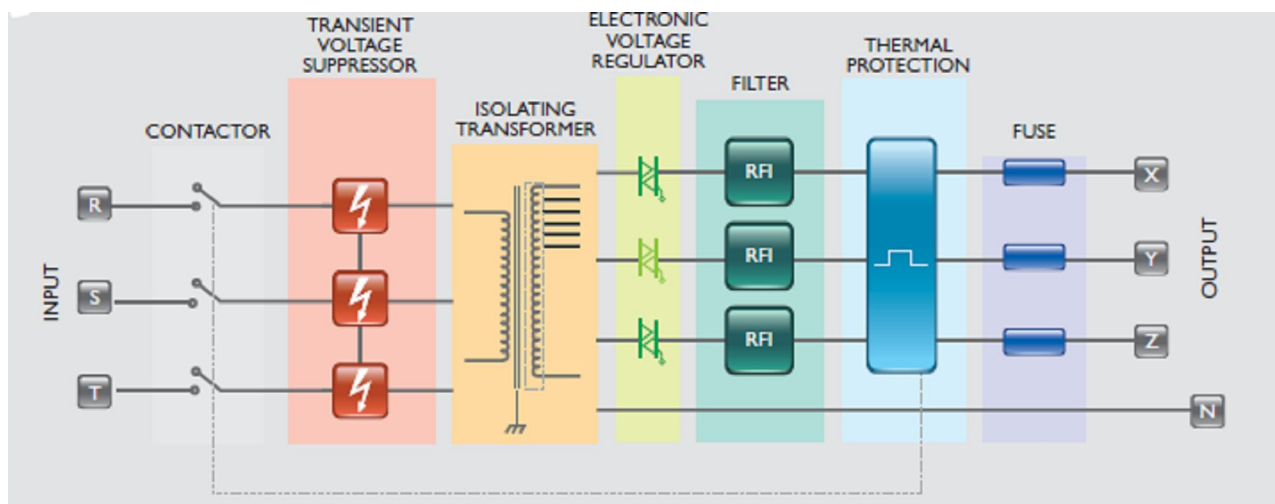 TRANSIENT
VOLTAGE
SUPPRESSOR
ELECTRONIC
VOLTAGE
REGULATOR
THERMAL
PROTECTION
FILTER
ISOLATING
TRANSFORMER
CONTACTOR
FUSE
INPUT
R
S
T
RFI
RFI
RFI
X
Y
Z
N
OUTPUT